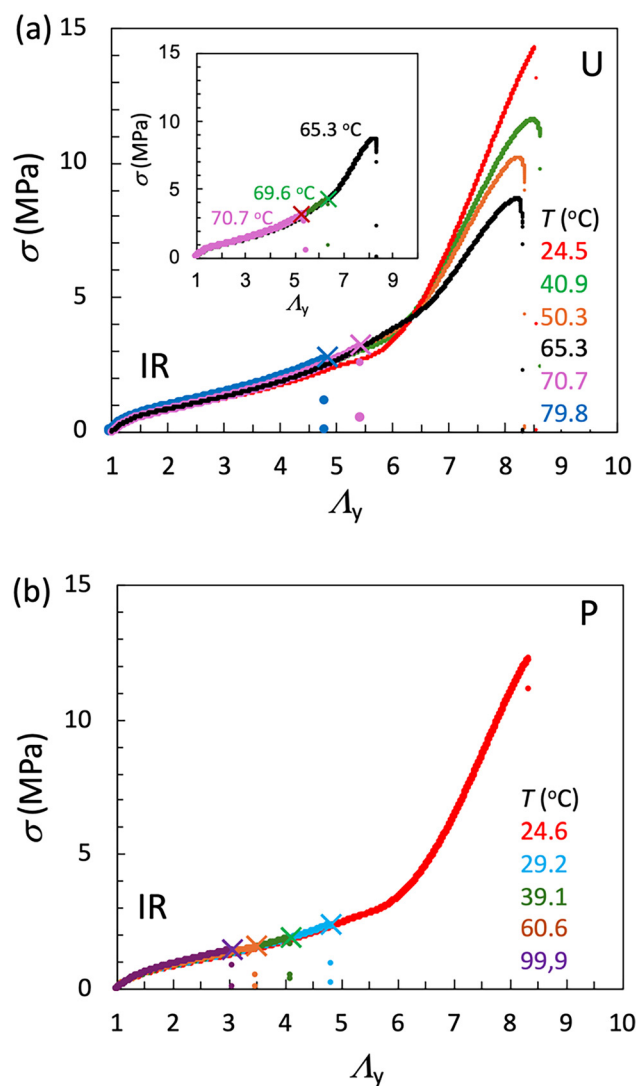 (a)
U
IR
σ (MPa)
15
10
5
0
1 2 3 4 5 6 7 8 9 10
Λy
σ (MPa)
15
10
5
0
1 3 5 7 9
Λy
65.3 °C
69.6 °C
70.7 °C
T (°C)
24.5
40.9
50.3
65.3
70.7
79.8
(b)
P
IR
σ (MPa)
15
10
5
0
1 2 3 4 5 6 7 8 9 10
Λy
T (°C)
24.6
29.2
39.1
60.6
99,9